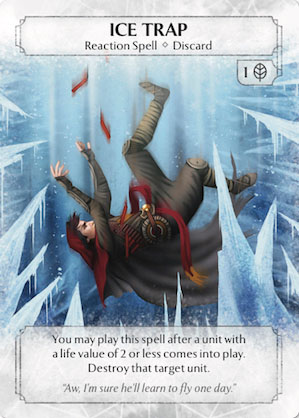 ICE TRAP
Reaction Spell ◇ Discard
1
You may play this spell after a unit with
a life value of 2 or less comes into play.
Destroy that target unit.
"Aw, I'm sure he'll learn to fly one day."